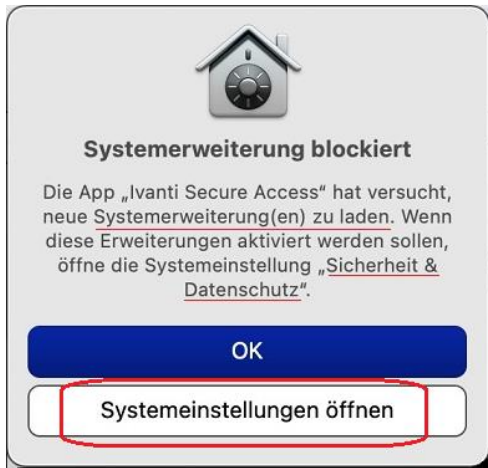 Systemerweiterung blockiert
Die App „Ivanti Secure Access“ hat versucht,
neue Systemerweiterung(en) zu laden. Wenn
diese Erweiterungen aktiviert werden sollen,
öffne die Systemeinstellung „Sicherheit &
Datenschutz“.
OK
Systemeinstellungen öffnen